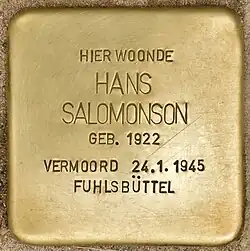 HIER WOONDE
HANS
SALOMONSON
GEB. 1922
VERMOORD 24.1.1945
FUHLSBÜTTEL